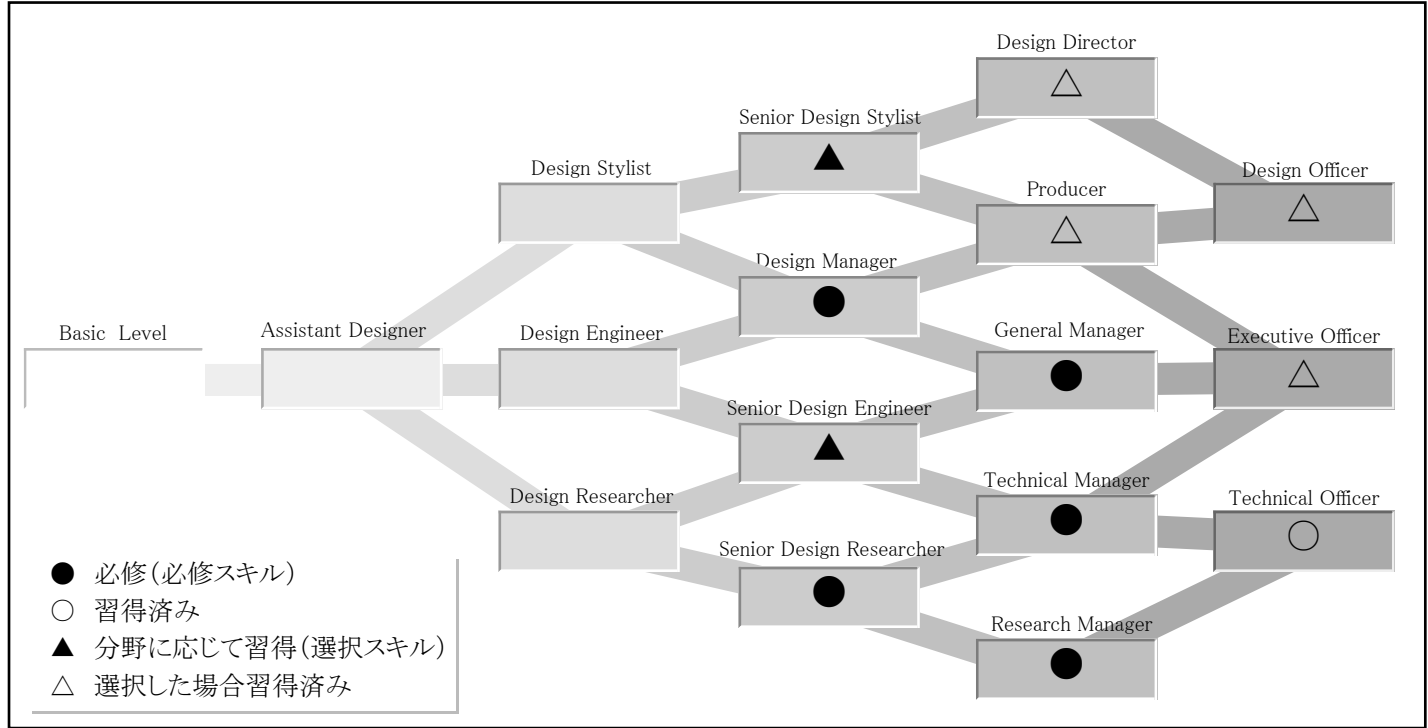 Design Director
△
Senior Design Stylist
▲
Design Stylist
Producer
△
Design Officer
△
Design Manager
●
Basic Level
Assistant Designer
Design Engineer
General Manager
●
Executive Officer
△
Senior Design Engineer
▲
Design Researcher
Technical Manager
●
Technical Officer
○
Senior Design Researcher
●
Research Manager
●
● 必修(必修スキル)
○ 習得済み
▲ 分野に応じて習得(選択スキル)
△ 選択した場合習得済み